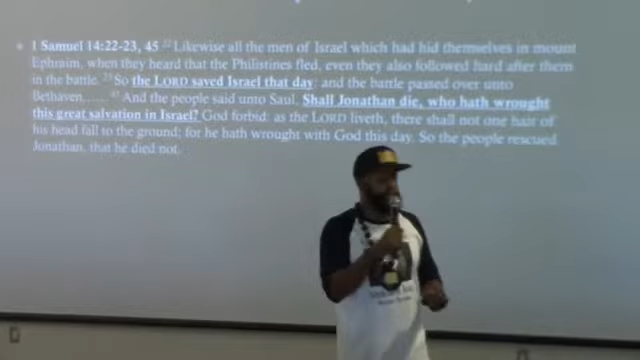 1 Samuel 14:22-23, 45 22 Likewise all the men of Israel which had hid themselves in mount
Ephraim, when they heard that the Philistines fled, even they also followed hard after them
in the battle. 23 So the LORD saved Israel that day: and the battle passed over unto
Bethaven...... 45 And the people said unto Saul, Shall Jonathan die, who hath wrought
this great salvation in Israel? God forbid: as the LORD liveth, there shall not one hair of
his head fall to the ground; for he hath wrought with God this day. So the people rescued
Jonathan, that he died not.